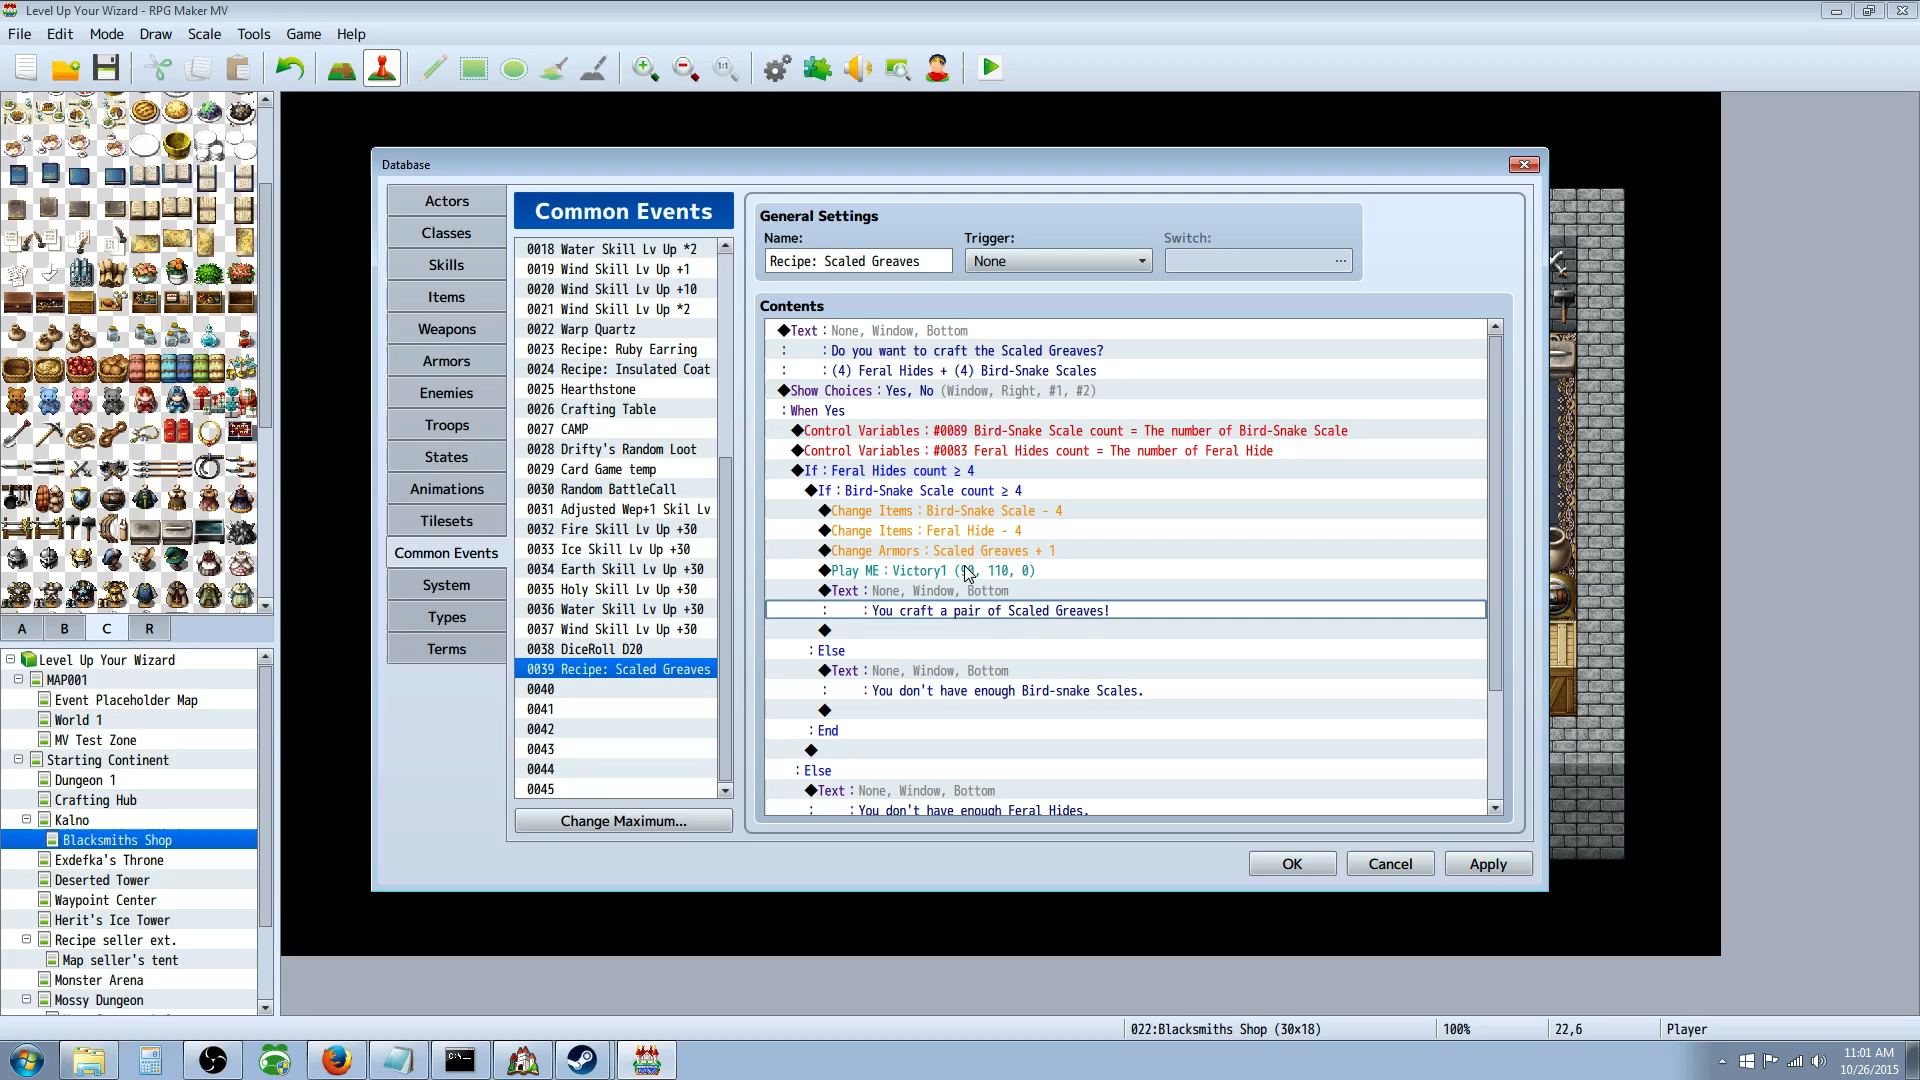 Level Up Your Wizard - RPG Maker MV
File Edit Mode Draw Scale Tools Game Help
1:1
A B C R
Level Up Your Wizard
MAP001
Event Placeholder Map
World 1
MV Test Zone
Starting Continent
Dungeon 1
Crafting Hub
Kalno
Blacksmiths Shop
Exdefka's Throne
Deserted Tower
Waypoint Center
Herit's Ice Tower
Recipe seller ext.
Map seller's tent
Monster Arena
Mossy Dungeon
Database
Actors
Classes
Skills
Items
Weapons
Armors
Enemies
Troops
States
Animations
Tilesets
Common Events
System
Types
Terms
Common Events
0018 Water Skill Lv Up *2
0019 Wind Skill Lv Up +1
0020 Wind Skill Lv Up +10
0021 Wind Skill Lv Up *2
0022 Warp Quartz
0023 Recipe: Ruby Earring
0024 Recipe: Insulated Coat
0025 Hearthstone
0026 Crafting Table
0027 CAMP
0028 Drifty's Random Loot
0029 Card Game temp
0030 Random BattleCall
0031 Adjusted Wep+1 Skil Lv
0032 Fire Skill Lv Up +30
0033 Ice Skill Lv Up +30
0034 Earth Skill Lv Up +30
0035 Holy Skill Lv Up +30
0036 Water Skill Lv Up +30
0037 Wind Skill Lv Up +30
0038 DiceRoll D20
0039 Recipe: Scaled Greaves
0040
0041
0042
0043
0044
0045
Change Maximum...
General Settings
Name: Trigger: Switch:
Recipe: Scaled Greaves None ...
Contents
◆Text : None, Window, Bottom
: : Do you want to craft the Scaled Greaves?
: : (4) Feral Hides + (4) Bird-Snake Scales
◆Show Choices : Yes, No (Window, Right, #1, #2)
: When Yes
◆Control Variables : #0089 Bird-Snake Scale count = The number of Bird-Snake Scale
◆Control Variables : #0083 Feral Hides count = The number of Feral Hide
◆If : Feral Hides count ≥ 4
◆If : Bird-Snake Scale count ≥ 4
◆Change Items : Bird-Snake Scale - 4
◆Change Items : Feral Hide - 4
◆Change Armors : Scaled Greaves + 1
◆Play ME : Victory1 ( , 110, 0)
◆Text : None, Window, Bottom
: : You craft a pair of Scaled Greaves!
◆
: Else
◆Text : None, Window, Bottom
: : You don't have enough Bird-snake Scales.
◆
: End
◆
: Else
◆Text : None, Window, Bottom
: : You don't have enough Feral Hides.
OK Cancel Apply
022:Blacksmiths Shop (30x18) 100% 22,6 Player
C:\_
11:01 AM
10/26/2015